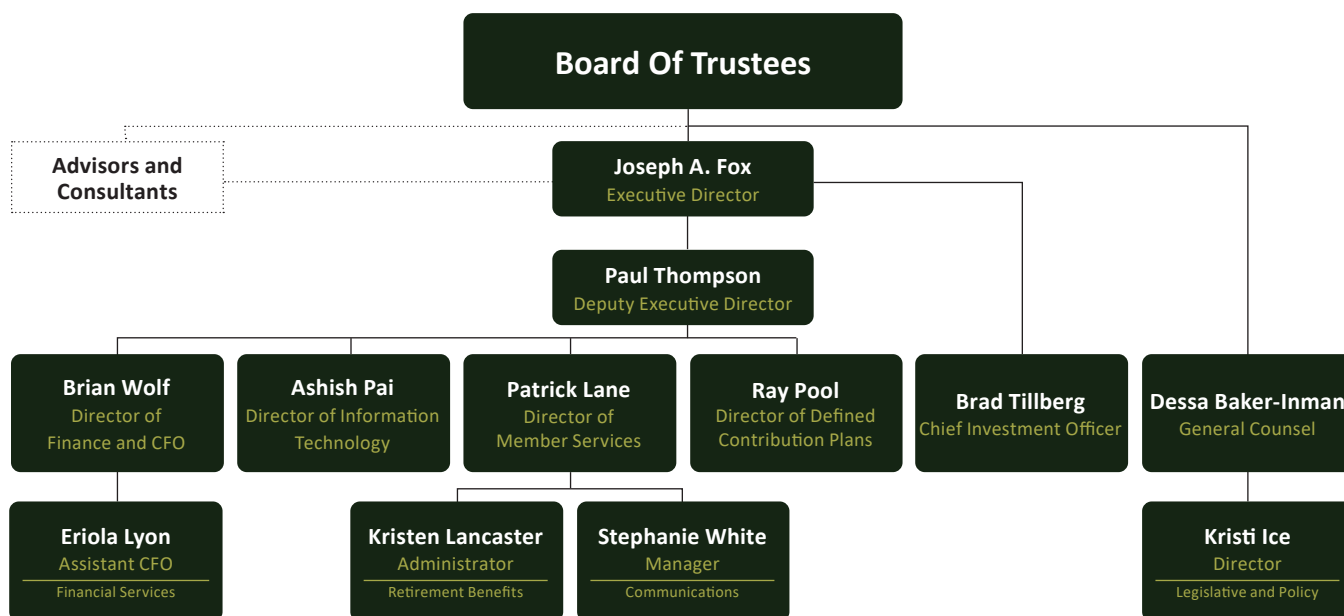 Board Of Trustees
Advisors and
Consultants
Joseph A. Fox
Executive Director
Paul Thompson
Deputy Executive Director
Brian Wolf
Director of
Finance and CFO
Ashish Pai
Director of Information
Technology
Patrick Lane
Director of
Member Services
Ray Pool
Director of Defined
Contribution Plans
Brad Tillberg
Chief Investment Officer
Dessa Baker-Inman
General Counsel
Eriola Lyon
Assistant CFO
Financial Services
Kristen Lancaster
Administrator
Retirement Benefits
Stephanie White
Manager
Communications
Kristi Ice
Director
Legislative and Policy